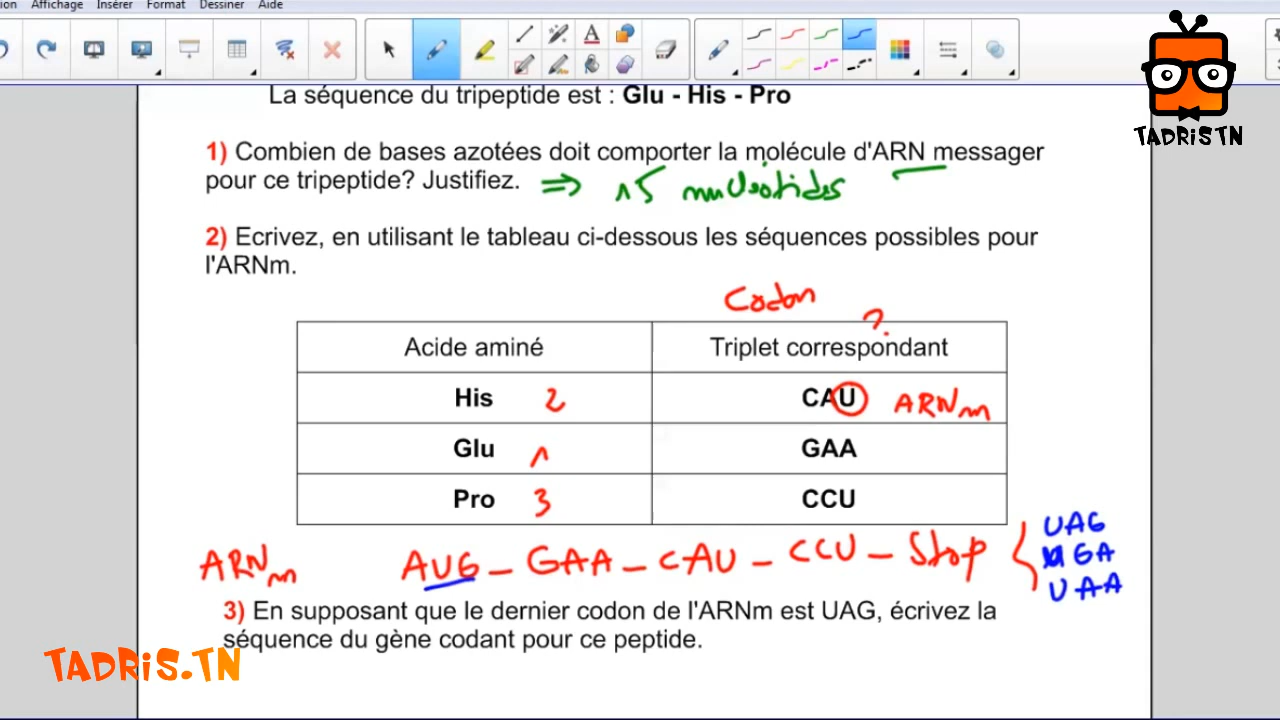 ion Affichage Insérer Format Dessiner Aide
TADRISTN
La séquence du tripeptide est : Glu - His - Pro
1) Combien de bases azotées doit comporter la molécule d'ARN messager
pour ce tripeptide? Justifiez. ⇒ 15 nucléotides
2) Ecrivez, en utilisant le tableau ci-dessous les séquences possibles pour
l'ARNm.
Codon
?
Acide aminé Triplet correspondant
His 2 CAU ARNm
Glu 1 GAA
Pro 3 CCU
ARNm AUG - GAA - CAU - CCU - Stop { UAG
UGA
UAA
3) En supposant que le dernier codon de l'ARNm est UAG, écrivez la
séquence du gène codant pour ce peptide.
TADRIS.TN